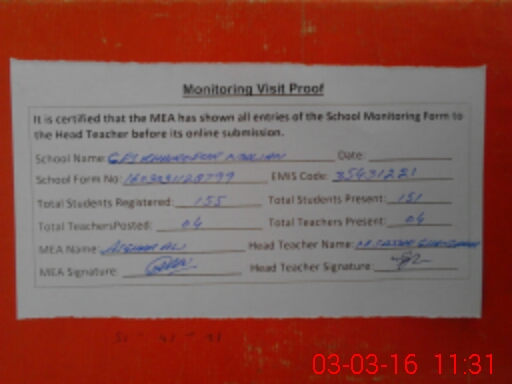 Monitoring Visit Proof
It is certified that the MEA has shown all entries of the School Monitoring Form to
the Head Teacher before its online submission.
School Name: Date:
School Form No: 1603031128799 EMIS Code: 35431221
Total Students Registered: 155 Total Students Present: 151
Total TeachersPosted: 04 Total Teachers Present: 04
MEA Name: ALI Head Teacher Name:
MEA Signature: Head Teacher Signature:
03-03-16 11:31